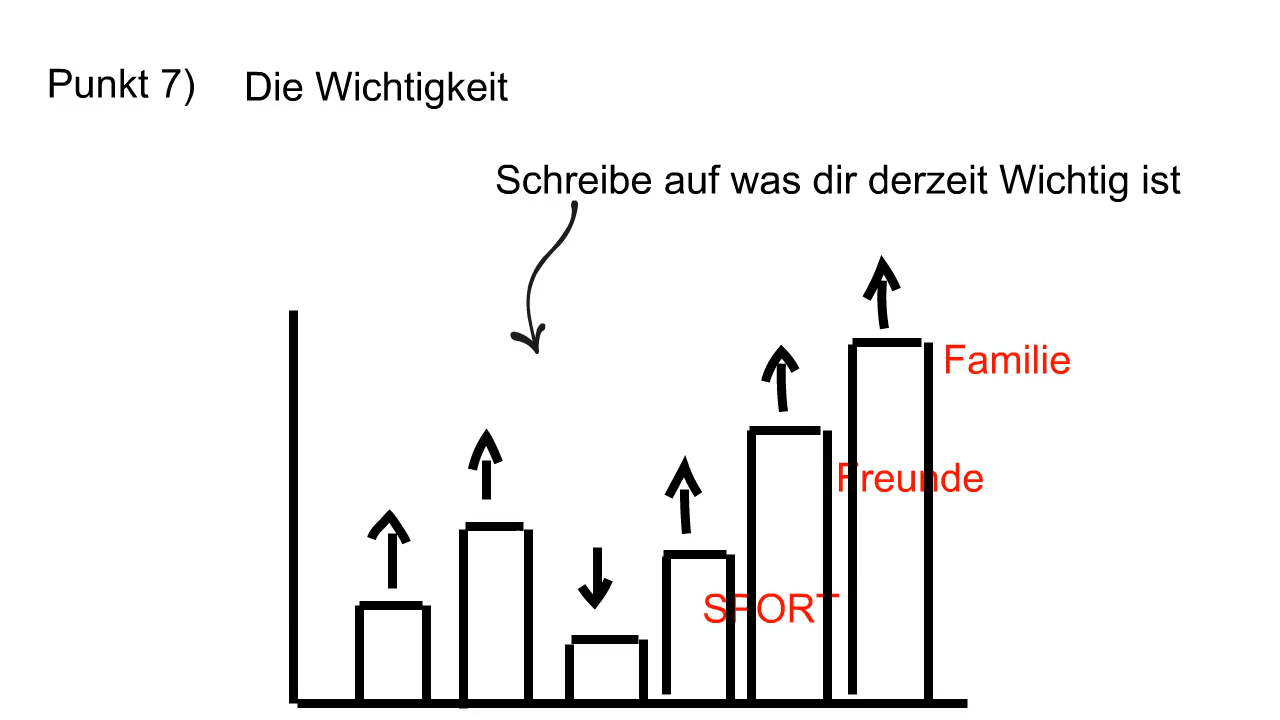 Punkt 7) Die Wichtigkeit
Schreibe auf was dir derzeit Wichtig ist
Familie
Freunde
SPORT